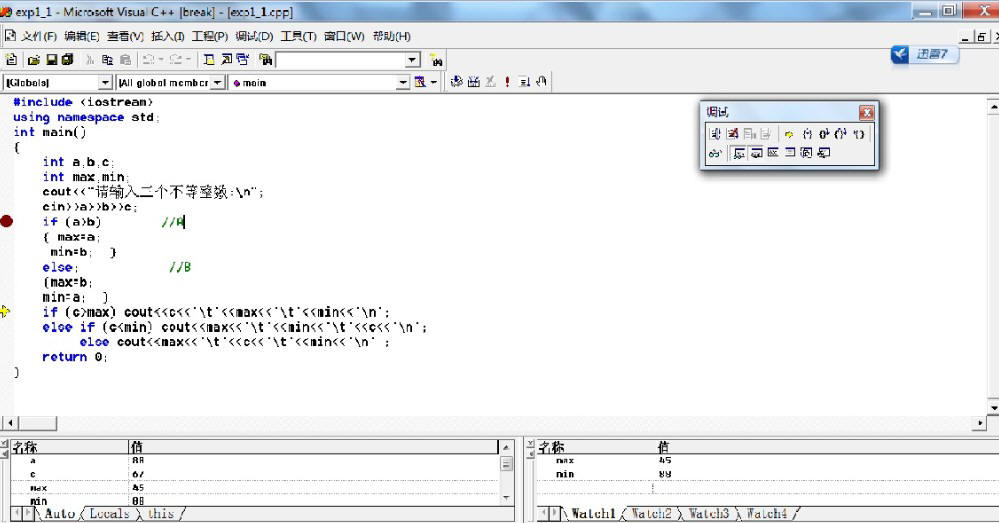 exp1_1 - Microsoft Visual C++ [break] - [exp1_1.cpp]
文件(F) 编辑(E) 查看(V) 插入(I) 工程(P) 调试(D) 工具(T) 窗口(W) 帮助(H)
迅雷7
(Globals) [All global member main
#include <iostream>
using namespace std;
int main()
{
int a,b,c;
int max,min;
cout<<"请输入三个不等整数:\n";
cin>>a>>b>>c;
if (a>b) //A
{ max=a;
min=b; }
else; //B
{max=b;
min=a; }
if (c>max) cout<<c<<'\t'<<max<<'\t'<<min<<'\n';
else if (c<min) cout<<max<<'\t'<<min<<'\t'<<c<<'\n';
else cout<<max<<'\t'<<c<<'\t'<<min<<'\n' ;
return 0;
}
调试
名称 值
a 88
c 67
max 45
min 88
Auto Locals this
名称 值
max 45
min 88
Watch1 Watch2 Watch3 Watch4